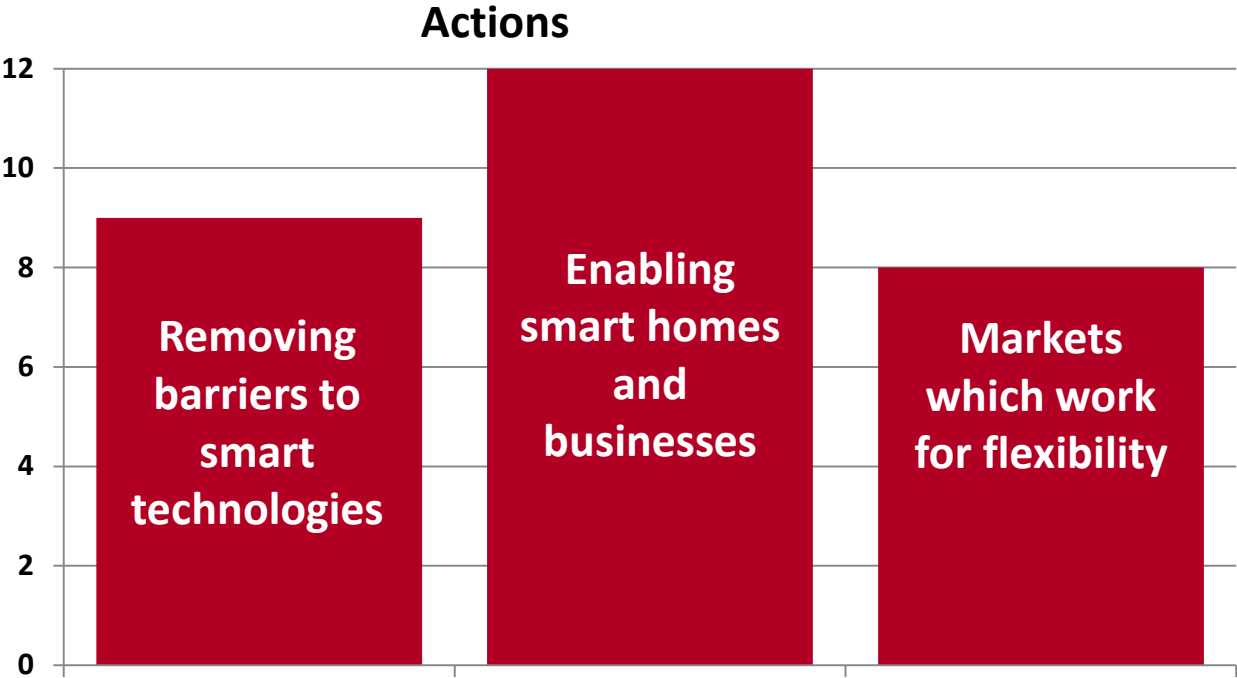 Actions
12
10
8
6
4
2
0
Removing
barriers to
smart
technologies
Enabling
smart homes
and
businesses
Markets
which work
for flexibility